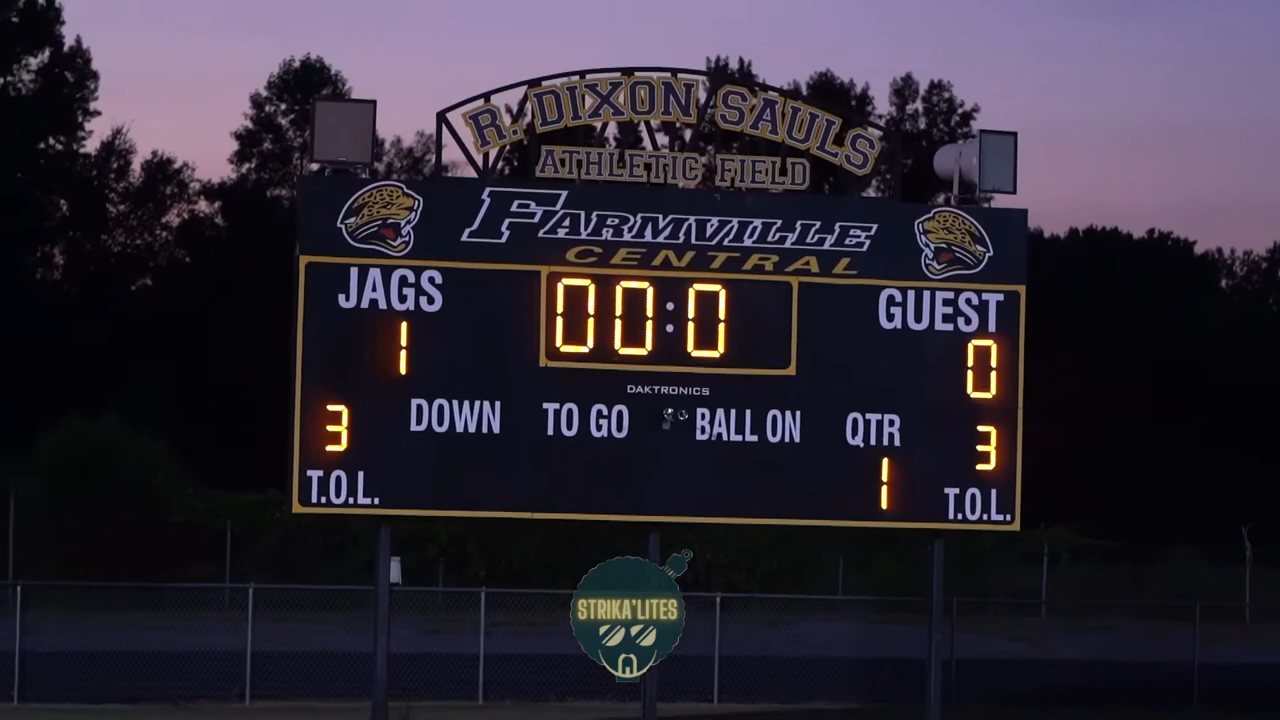 R. DIXON SAULS
ATHLETIC FIELD
FARMVILLE
CENTRAL
JAGS
00:0
GUEST
1
0
DAKTRONICS
DOWN TO GO BALL ON QTR
3
3
1
T.O.L.
T.O.L.
STRIKA'LITES